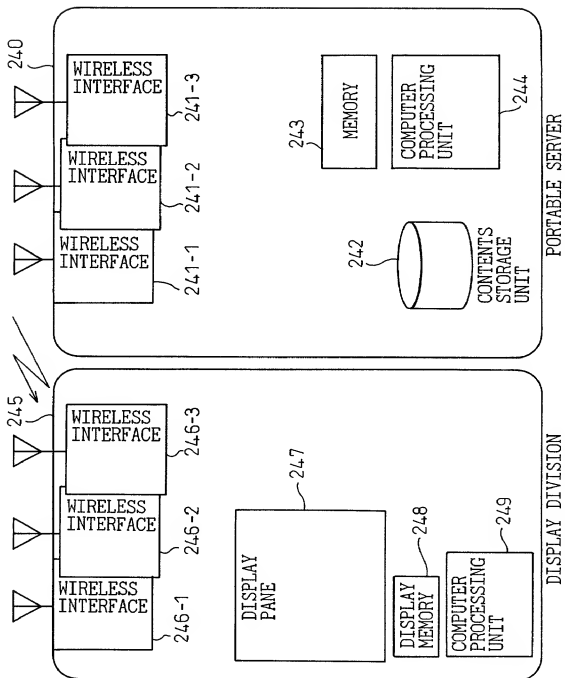 245
WIRELESS
INTERFACE
246-1
WIRELESS
INTERFACE
246-2
WIRELESS
INTERFACE
246-3
DISPLAY
PANE
247
DISPLAY
MEMORY
248
COMPUTER
PROCESSING
UNIT
249
DISPLAY DIVISION
240
WIRELESS
INTERFACE
241-1
WIRELESS
INTERFACE
241-2
WIRELESS
INTERFACE
241-3
242
CONTENTS
STORAGE
UNIT
243
MEMORY
COMPUTER
PROCESSING
UNIT
244
PORTABLE SERVER